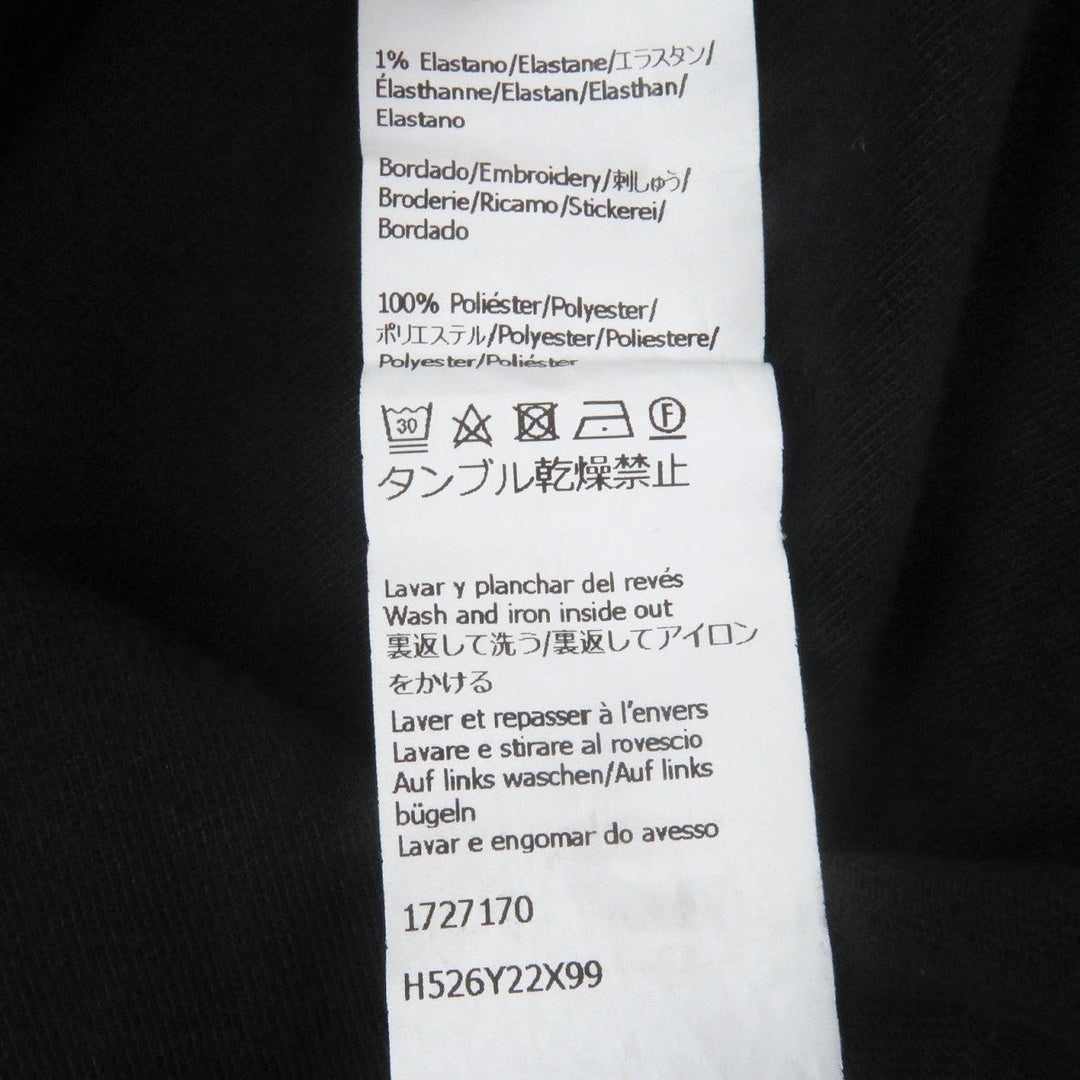 1% Elastano/Elastane/エラスタン/
Élasthanne/Elastan/Elasthan/
Elastano
Bordado/Embroidery/刺しゅう/
Broderie/Ricamo/Stickerei/
Bordado
100% Poliéster/Polyester/
ポリエステル/Polyester/Poliestere/
Polyester/Poliéster
30 F
タンブル乾燥禁止
Lavar y planchar del revés
Wash and iron inside out
裏返して洗う/裏返してアイロン
をかける
Laver et repasser à l'envers
Lavare e stirare al rovescio
Auf links waschen/Auf links
bügeln
Lavar e engomar do avesso
1727170
H526Y22X99